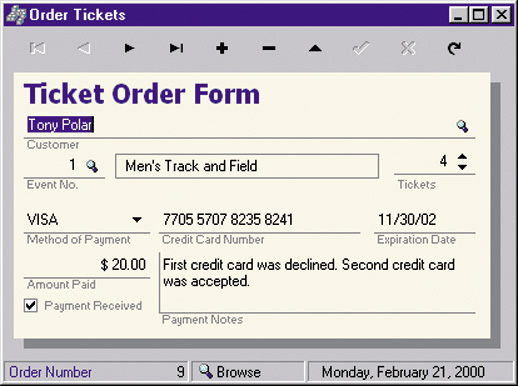 Order Tickets
Ticket Order Form
Tony Polar
Customer
1 Men's Track and Field 4
Event No. Tickets
VISA 7705 5707 8235 8241 11/30/02
Method of Payment Credit Card Number Expiration Date
$ 20.00 First credit card was declined. Second credit card
was accepted.
Amount Paid
Payment Received
Payment Notes
Order Number 9 Browse Monday, February 21, 2000